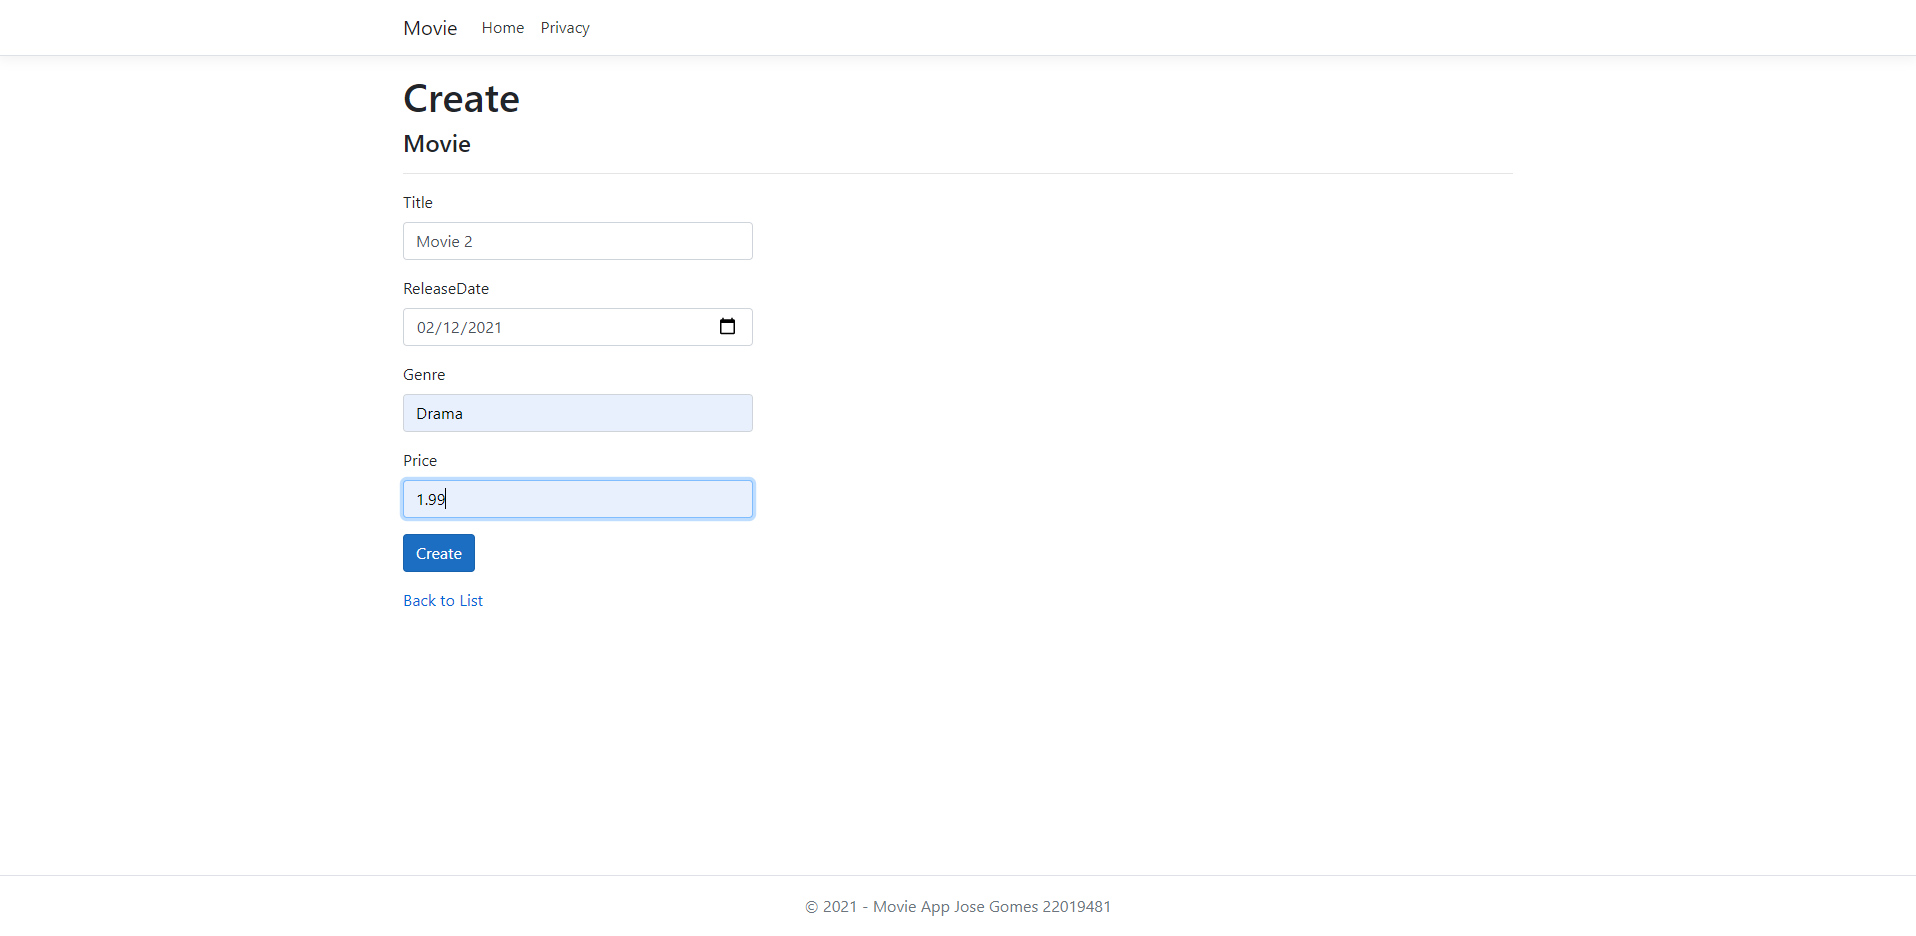 Movie Home Privacy
Create
Movie
Title
Movie 2
ReleaseDate
02/12/2021
Genre
Drama
Price
1.99
Create
Back to List
© 2021 - Movie App Jose Gomes 22019481